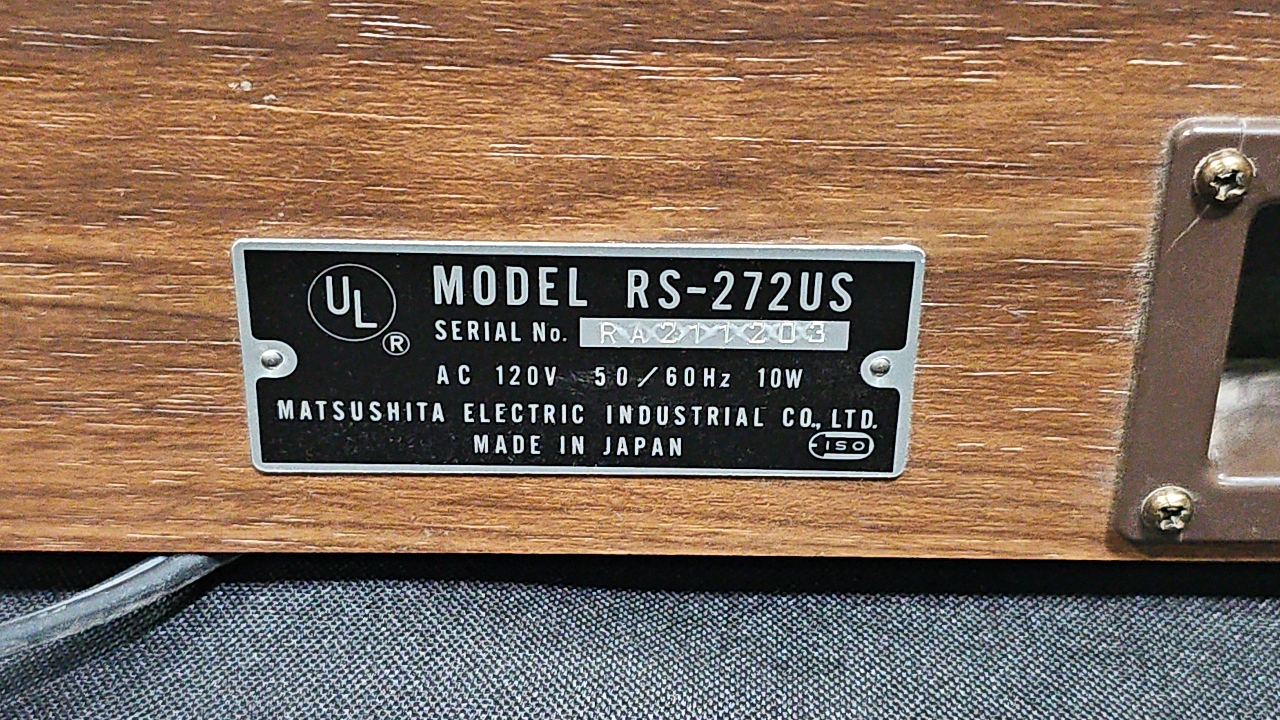 UL ®
MODEL RS-272US
SERIAL No. RA211203
AC 120V 50/60Hz 10W
MATSUSHITA ELECTRIC INDUSTRIAL CO., LTD.
MADE IN JAPAN
ISO